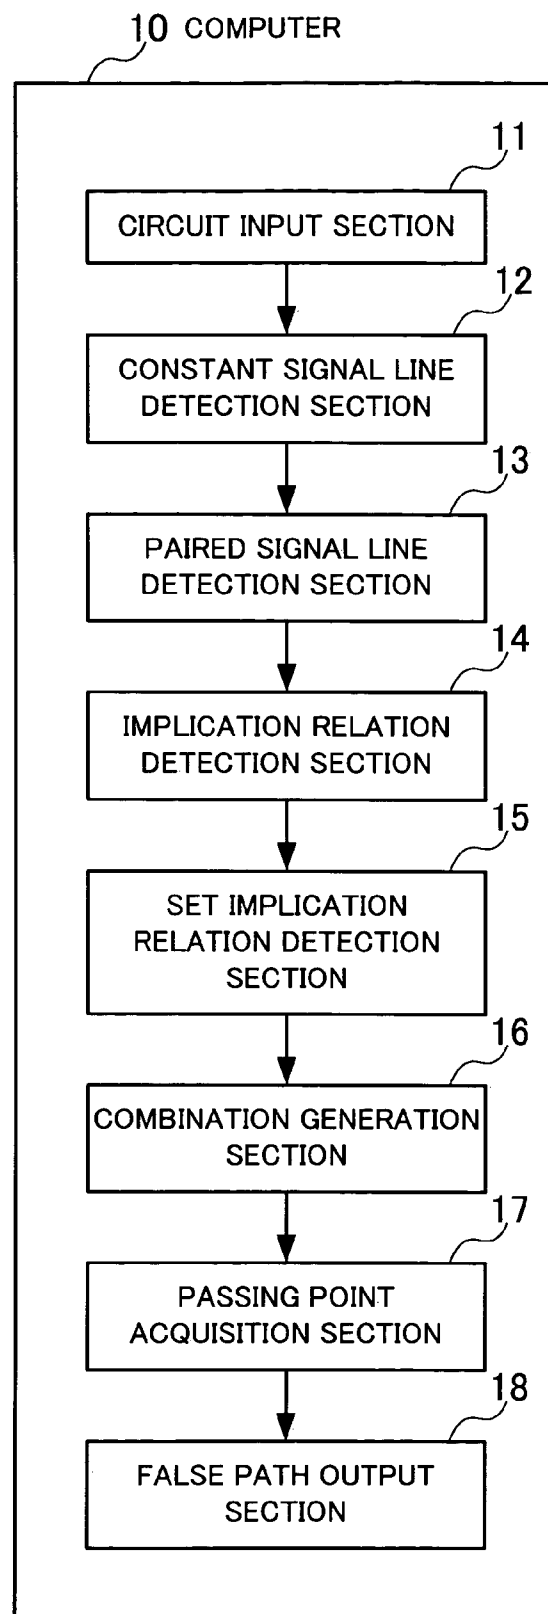 10 COMPUTER
11
CIRCUIT INPUT SECTION
12
CONSTANT SIGNAL LINE
DETECTION SECTION
13
PAIRED SIGNAL LINE
DETECTION SECTION
14
IMPLICATION RELATION
DETECTION SECTION
15
SET IMPLICATION
RELATION DETECTION
SECTION
16
COMBINATION GENERATION
SECTION
17
PASSING POINT
ACQUISITION SECTION
18
FALSE PATH OUTPUT
SECTION